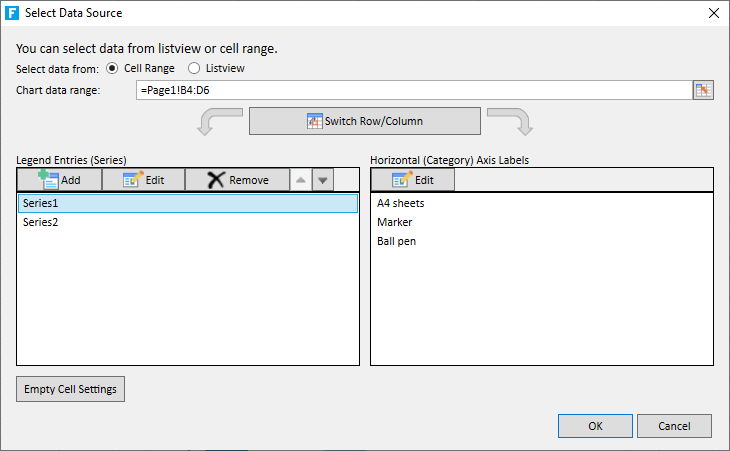 F Select Data Source
You can select data from listview or cell range.
Select data from: Cell Range Listview
Chart data range: =Page1!B4:D6
Switch Row/Column
Legend Entries (Series)
Add Edit Remove
Series1
Series2
Horizontal (Category) Axis Labels
Edit
A4 sheets
Marker
Ball pen
Empty Cell Settings
OK Cancel